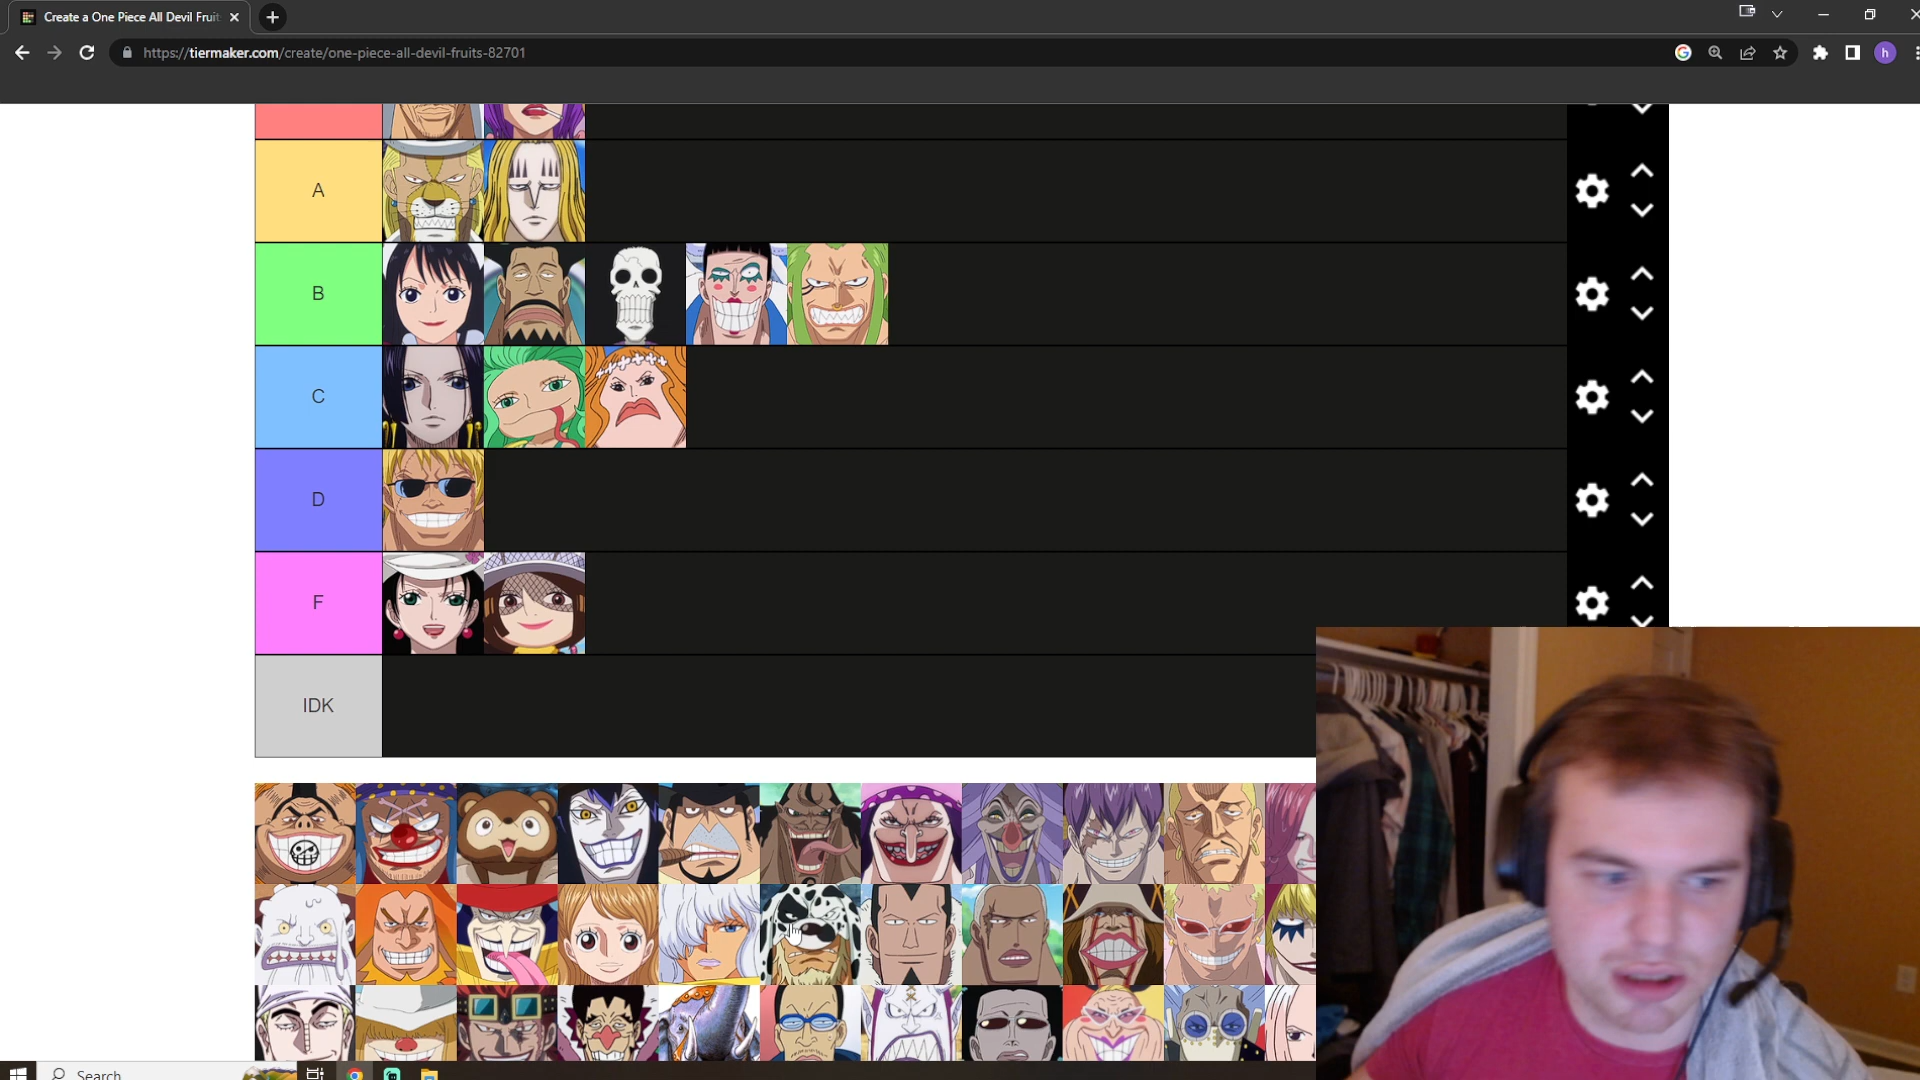 Create a One Piece All Devil Fruit
https://tiermaker.com/create/one-piece-all-devil-fruits-82701
h
A
B
C
D
F
IDK
Search